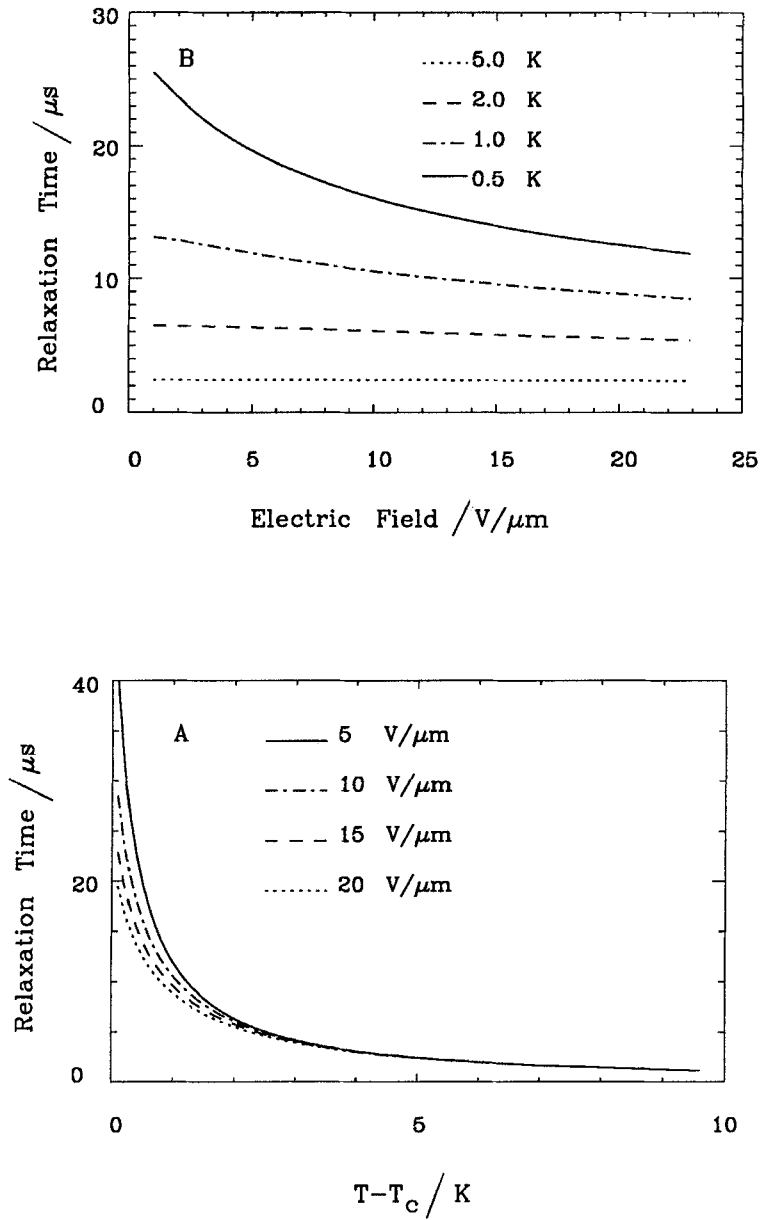 30
B
5.0 K
2.0 K
1.0 K
0.5 K
20
10
0
Relaxation Time / μs
0 5 10 15 20 25
Electric Field / V/μm
40
A
5 V/μm
10 V/μm
15 V/μm
20 V/μm
20
0
Relaxation Time / μs
0 5 10
T-Tc / K